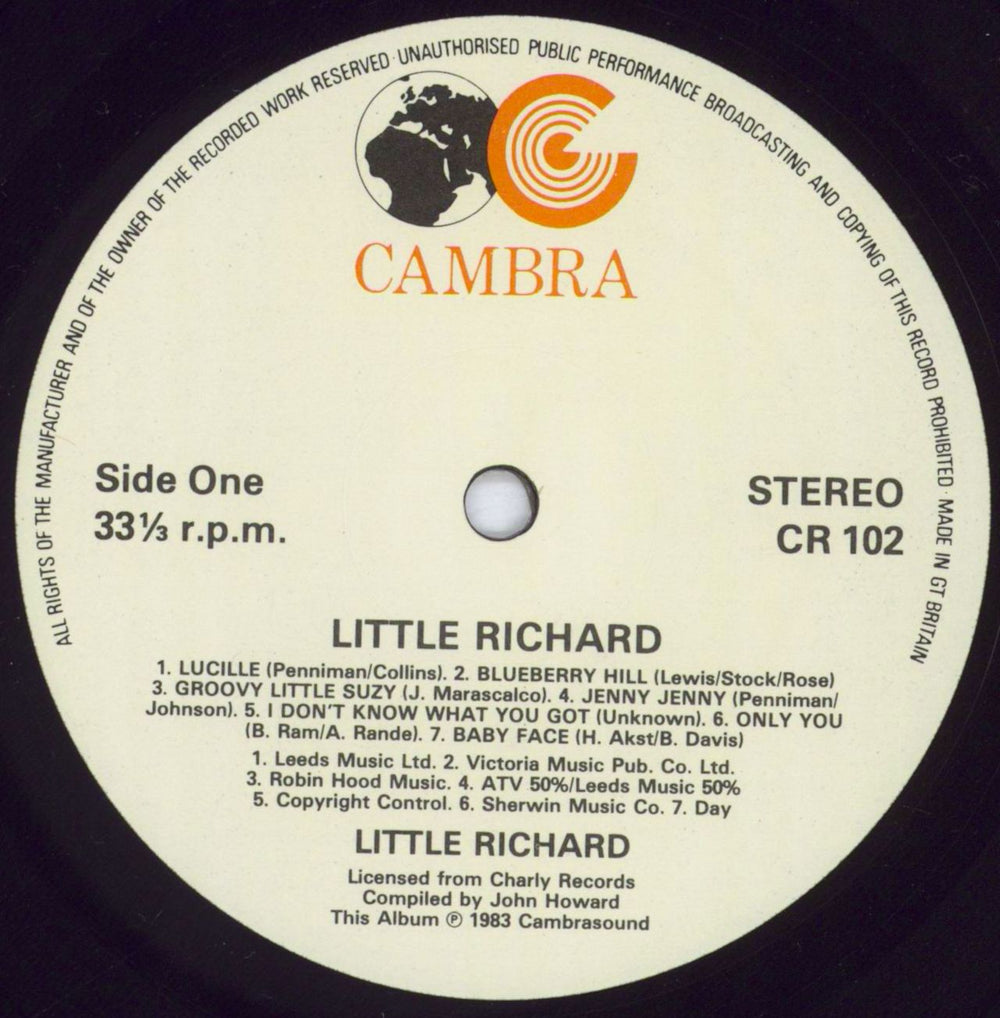 ALL RIGHTS OF THE MANUFACTURER AND OF THE OWNER OF THE RECORDED WORK RESERVED · UNAUTHORISED PUBLIC PERFORMANCE BROADCASTING AND COPYING OF THIS RECORD PROHIBITED · MADE IN GT BRITAIN
CAMBRA
Side One
33⅓ r.p.m.
STEREO
CR 102
LITTLE RICHARD
1. LUCILLE (Penniman/Collins). 2. BLUEBERRY HILL (Lewis/Stock/Rose)
3. GROOVY LITTLE SUZY (J. Marascalco). 4. JENNY JENNY (Penniman/
Johnson). 5. I DON'T KNOW WHAT YOU GOT (Unknown). 6. ONLY YOU
(B. Ram/A. Rande). 7. BABY FACE (H. Akst/B. Davis)
1. Leeds Music Ltd. 2. Victoria Music Pub. Co. Ltd.
3. Robin Hood Music. 4. ATV 50%/Leeds Music 50%
5. Copyright Control. 6. Sherwin Music Co. 7. Day
LITTLE RICHARD
Licensed from Charly Records
Compiled by John Howard
This Album ℗ 1983 Cambrasound